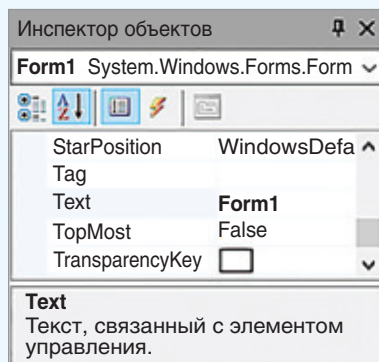 Инспектор объектов
Form1 System.Windows.Forms.Form
StarPosition WindowsDefa
Tag
Text Form1
TopMost False
TransparencyKey
Text
Текст, связанный с элементом
управления.